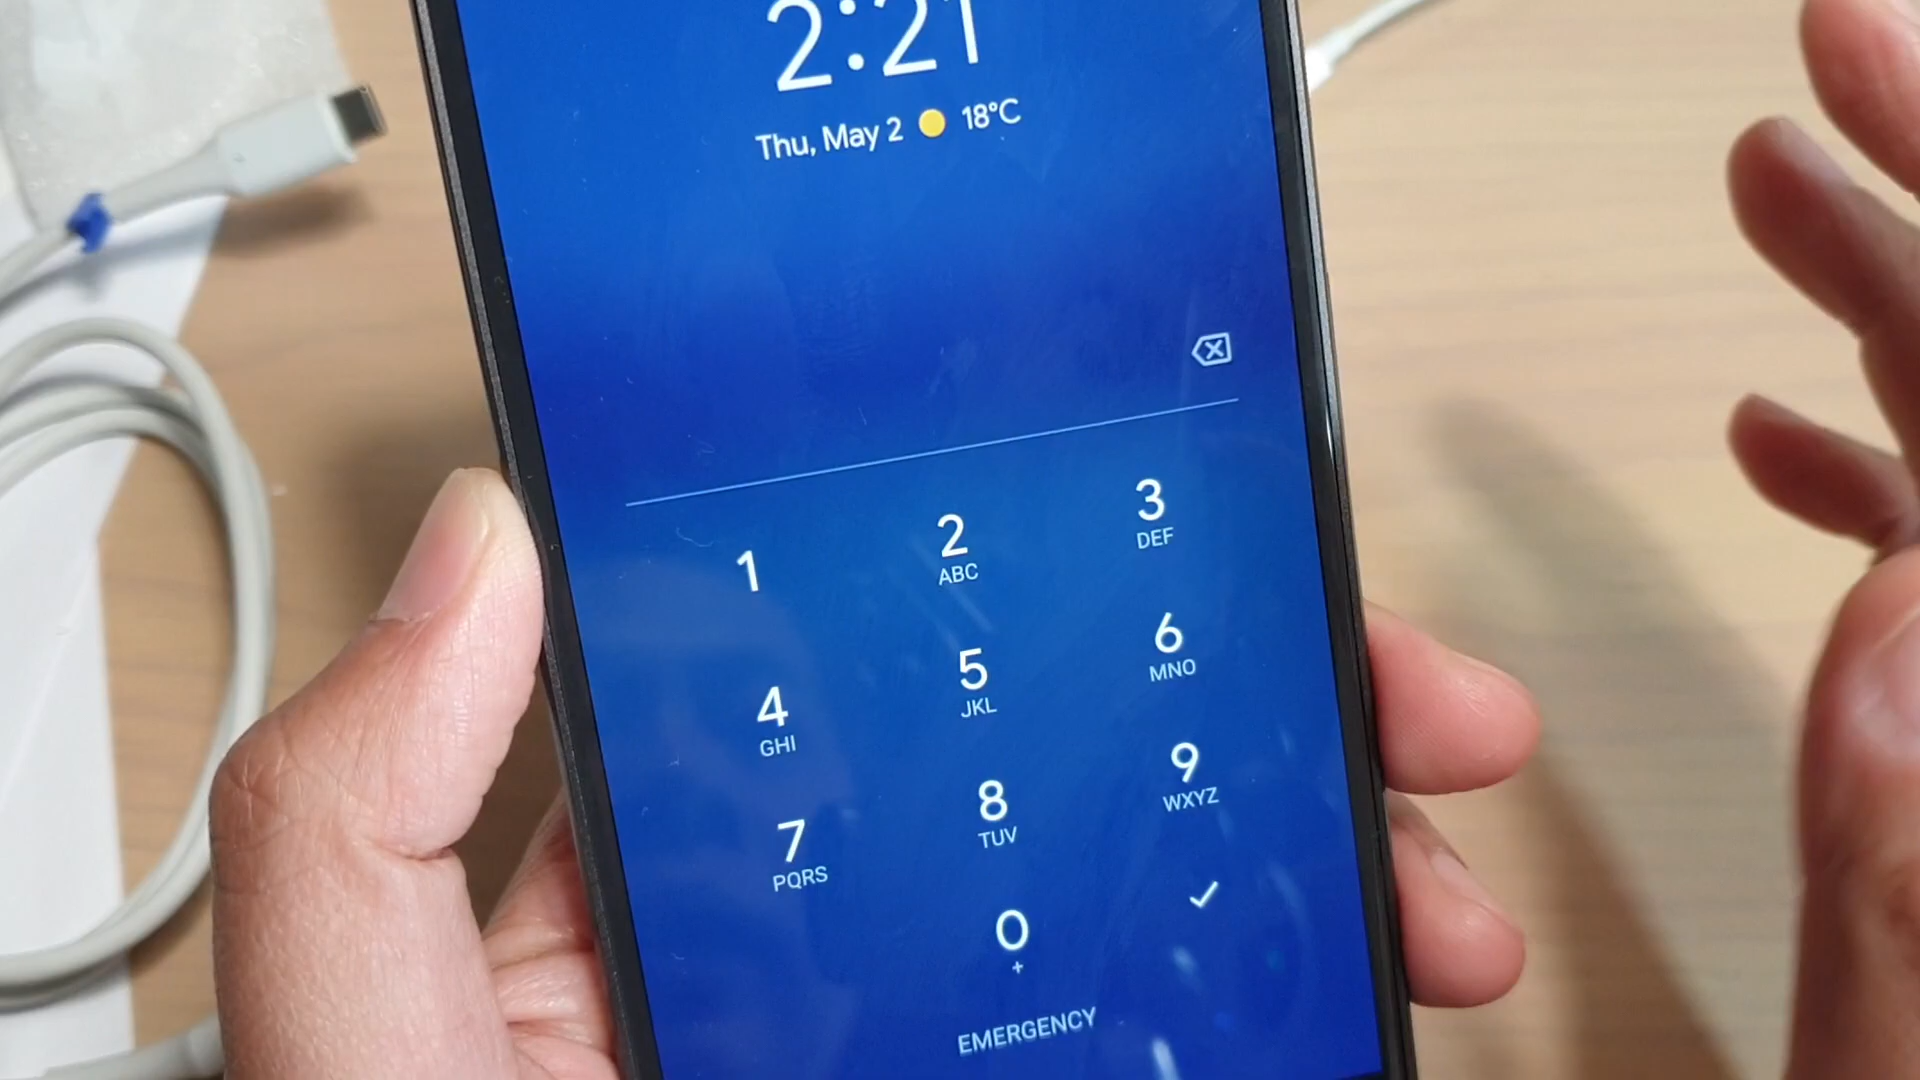 2:21
Thu, May 2 18°C
1 2 3
ABC DEF
4 5 6
GHI JKL MNO
7 8 9
PQRS TUV WXYZ
0
+
EMERGENCY